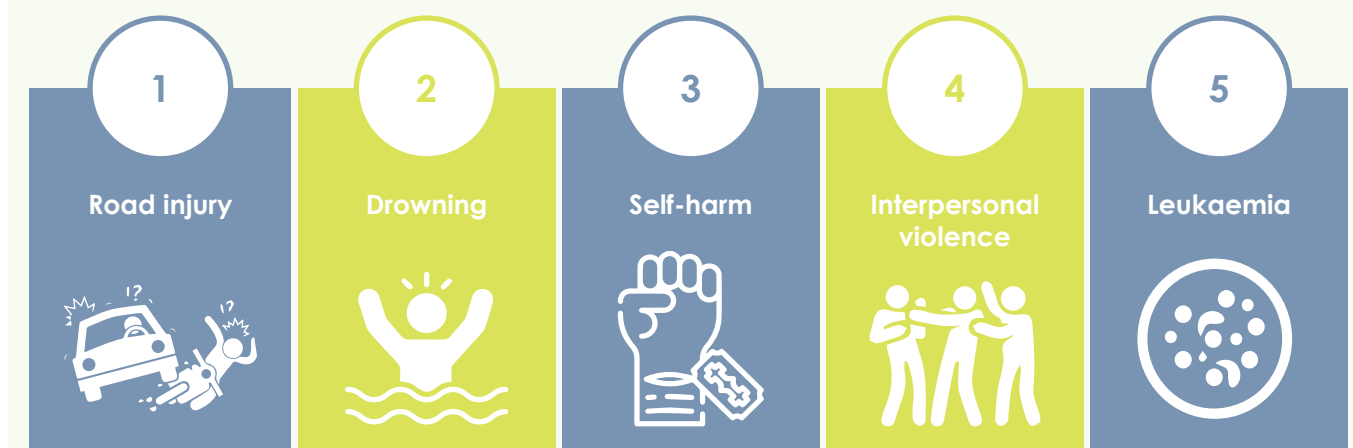 1
2
3
4
5
Road injury
Drowning
Self-harm
Interpersonal
violence
Leukaemia
!?
!?